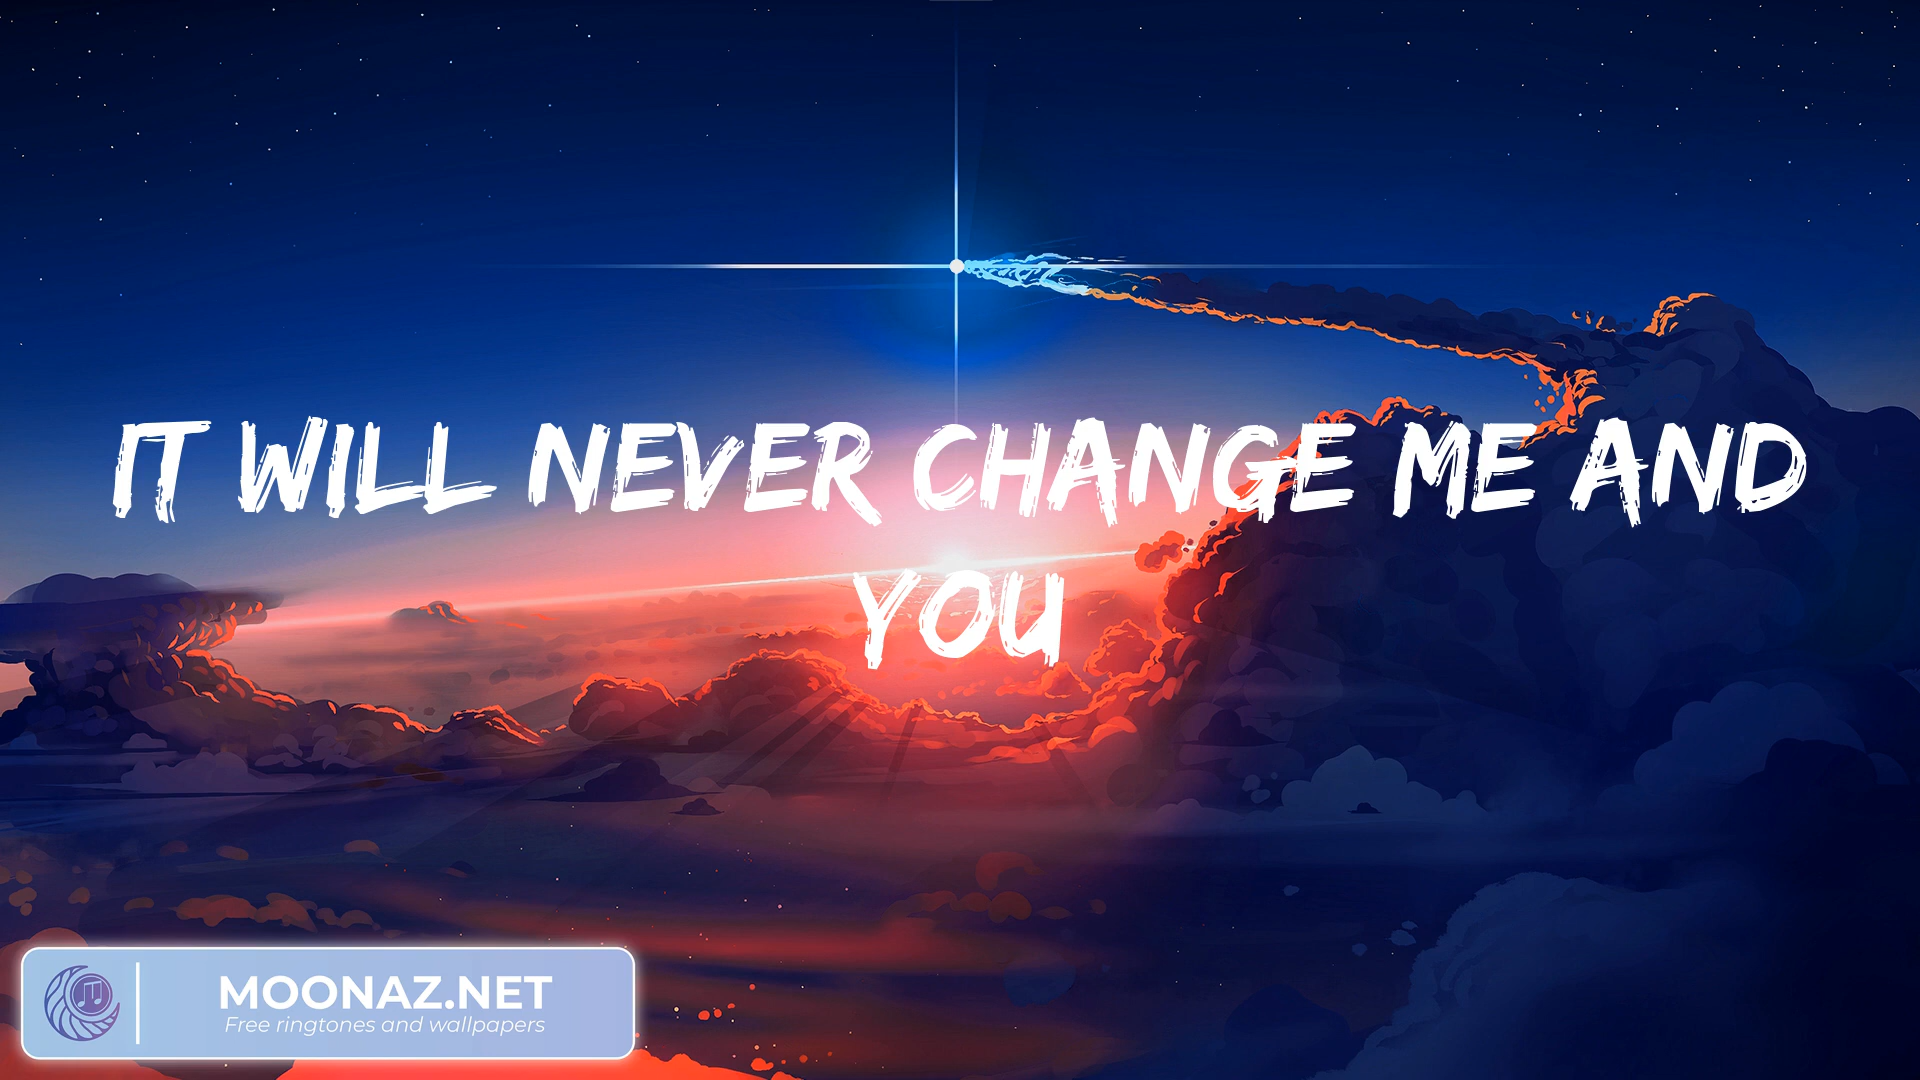 IT WILL NEVER CHANGE ME AND
YOU
MOONAZ.NET
Free ringtones and wallpapers